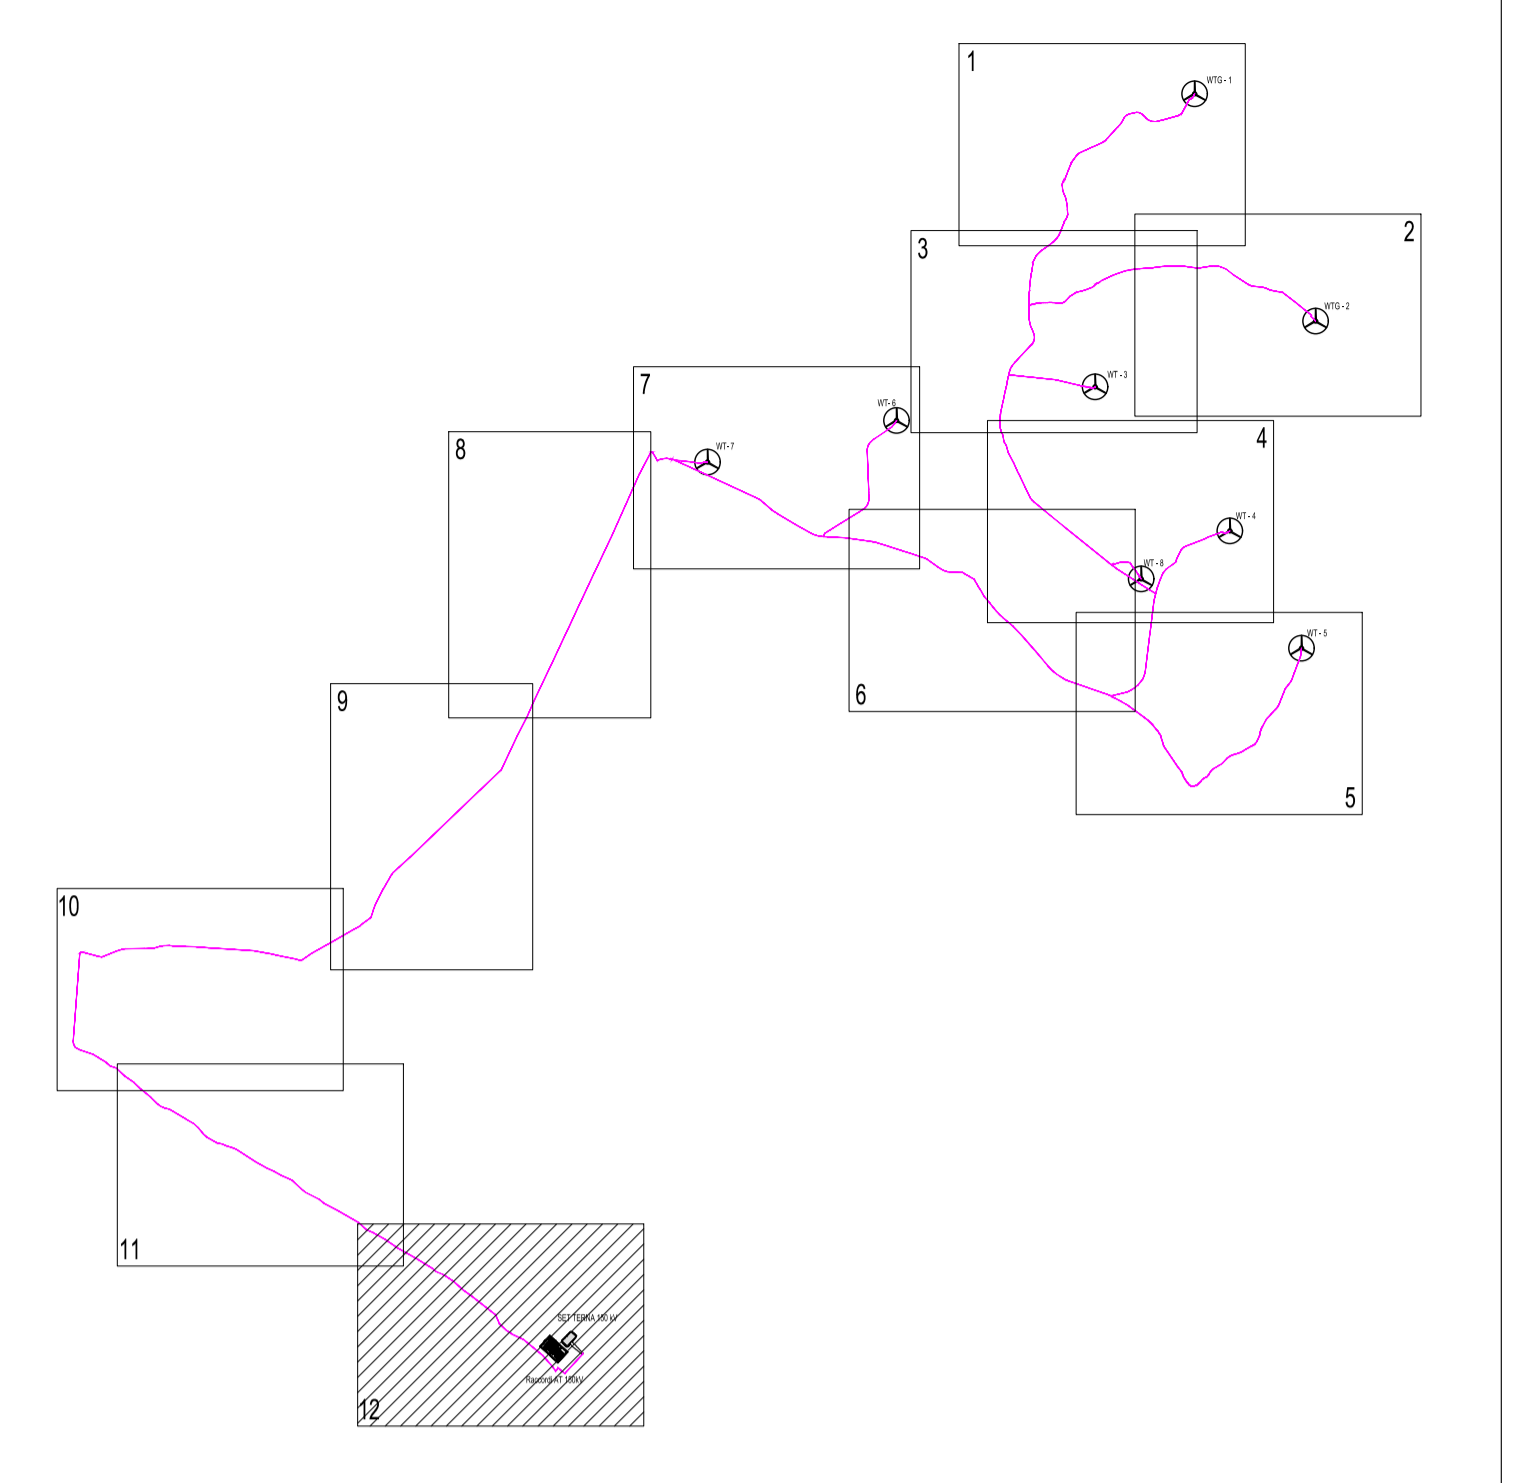 1
WTG - 1
2
3
WTG - 2
7
WT - 3
WT - 6
8
4
WT - 7
WT - 4
WT - 8
WT - 5
9
6
5
10
11
SET TERNA 150 kV
Raccordi AT 150kV
12